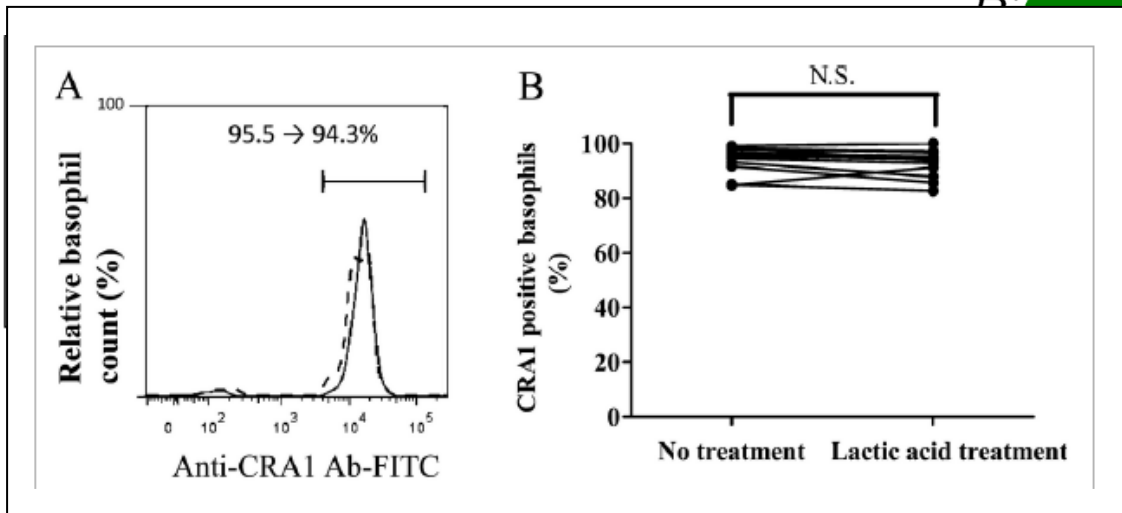 A
100
95.5 → 94.3%
Relative basophil
count (%)
0 10² 10³ 10⁴ 10⁵
Anti-CRA1 Ab-FITC
B
N.S.
CRA1 positive basophils
(%)
100
80
60
40
20
0
No treatment Lactic acid treatment